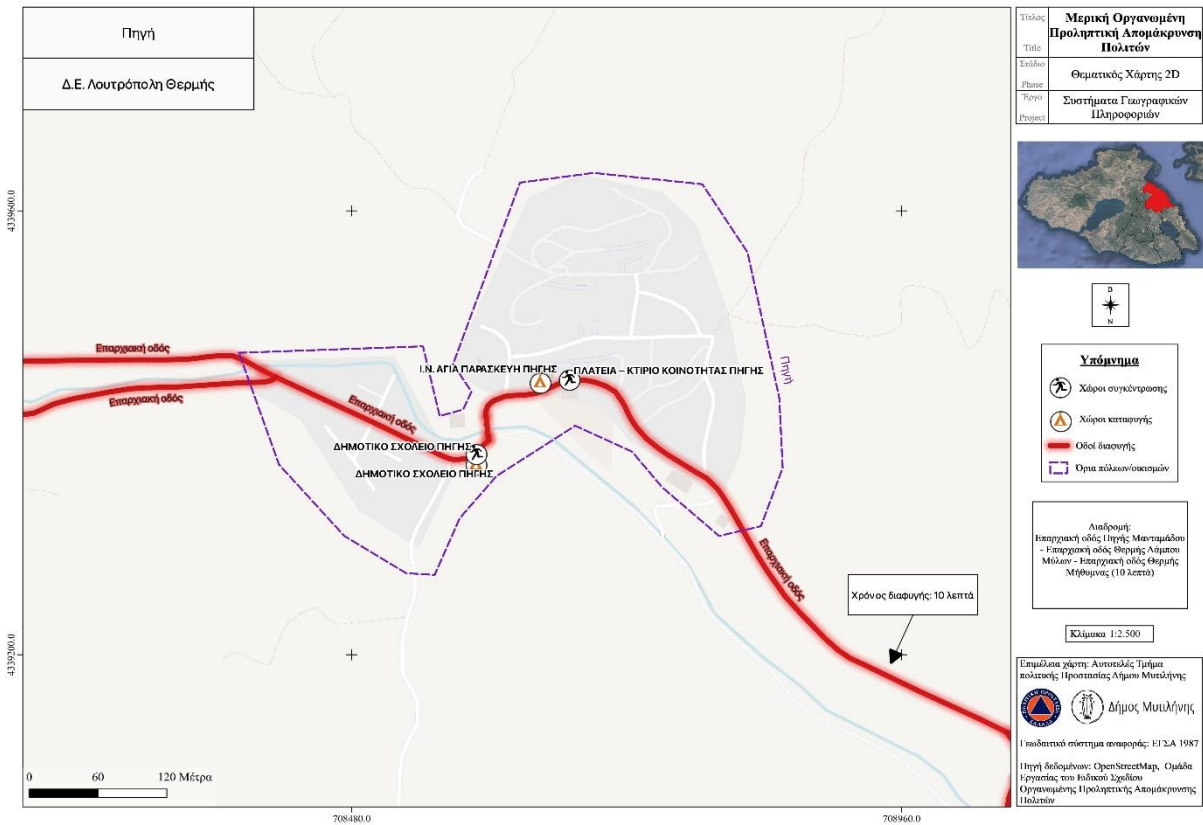 Πηγή
Δ.Ε. Λουτρόπολη Θερμής
4339600.0
4339200.0
708480.0
708960.0
Επαρχιακή οδός
Επαρχιακή οδός
Επαρχιακή οδός
Ι.Ν. ΑΓΙΑ ΠΑΡΑΣΚΕΥΗ ΠΗΓΗΣ
ΠΛΑΤΕΙΑ – ΚΤΙΡΙΟ ΚΟΙΝΟΤΗΤΑΣ ΠΗΓΗΣ
Πηγή
ΔΗΜΟΤΙΚΟ ΣΧΟΛΕΙΟ ΠΗΓΗΣ
ΔΗΜΟΤΙΚΟ ΣΧΟΛΕΙΟ ΠΗΓΗΣ
Επαρχιακή οδός
Χρόνος διαφυγής: 10 λεπτά
0 60 120 Μέτρα
Τίτλος
Title
Μερική Οργανωμένη
Προληπτική Απομάκρυνση
Πολιτών
Στάδιο
Phase
Θεματικός Χάρτης 2D
Έργο
Project
Συστήματα Γεωγραφικών
Πληροφοριών
Β
Ν
Υπόμνημα
Χώροι συγκέντρωσης
Χώροι καταφυγής
Οδοί διαφυγής
Όρια πόλεων/οικισμών
Διαδρομή:
Επαρχιακή οδός Πηγής Μανταμάδου
- Επαρχιακή οδός Θερμής Λάμπου
Μύλων - Επαρχιακή οδός Θερμής
Μήθυμνας (10 λεπτά)
Κλίμακα 1:2.500
Επιμέλεια χάρτη: Αυτοτελές Τμήμα
πολιτικής Προστασίας Δήμου Μυτιλήνης
ΠΟΛΙΤΙΚΗ ΠΡΟΣΤΑΣΙΑ
ΕΛΛΑΔΑ
Δήμος Μυτιλήνης
Γεωδαιτικό σύστημα αναφοράς: ΕΓΣΑ 1987
Πηγή δεδομένων: OpenStreetMap, Ομάδα
Εργασίας του Ειδικού Σχεδίου
Οργανωμένης Προληπτικής Απομάκρυνσης
Πολιτών